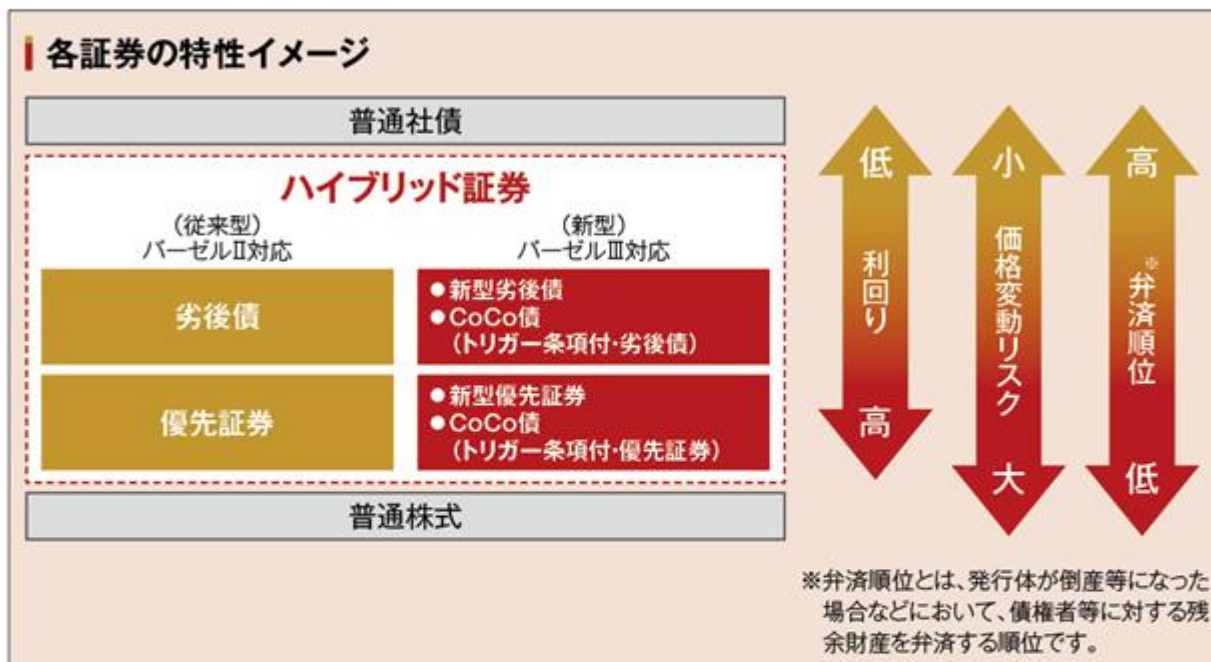 各証券の特性イメージ
普通社債
ハイブリッド証券
（従来型）
バーゼルⅡ対応
（新型）
バーゼルⅢ対応
劣後債
●新型劣後債
●CoCo債
（トリガー条項付・劣後債）
優先証券
●新型優先証券
●CoCo債
（トリガー条項付・優先証券）
普通株式
低
利回り
高
小
価格変動リスク
大
高
※弁済順位
低
※弁済順位とは、発行体が倒産等になった
場合などにおいて、債権者等に対する残
余財産を弁済する順位です。